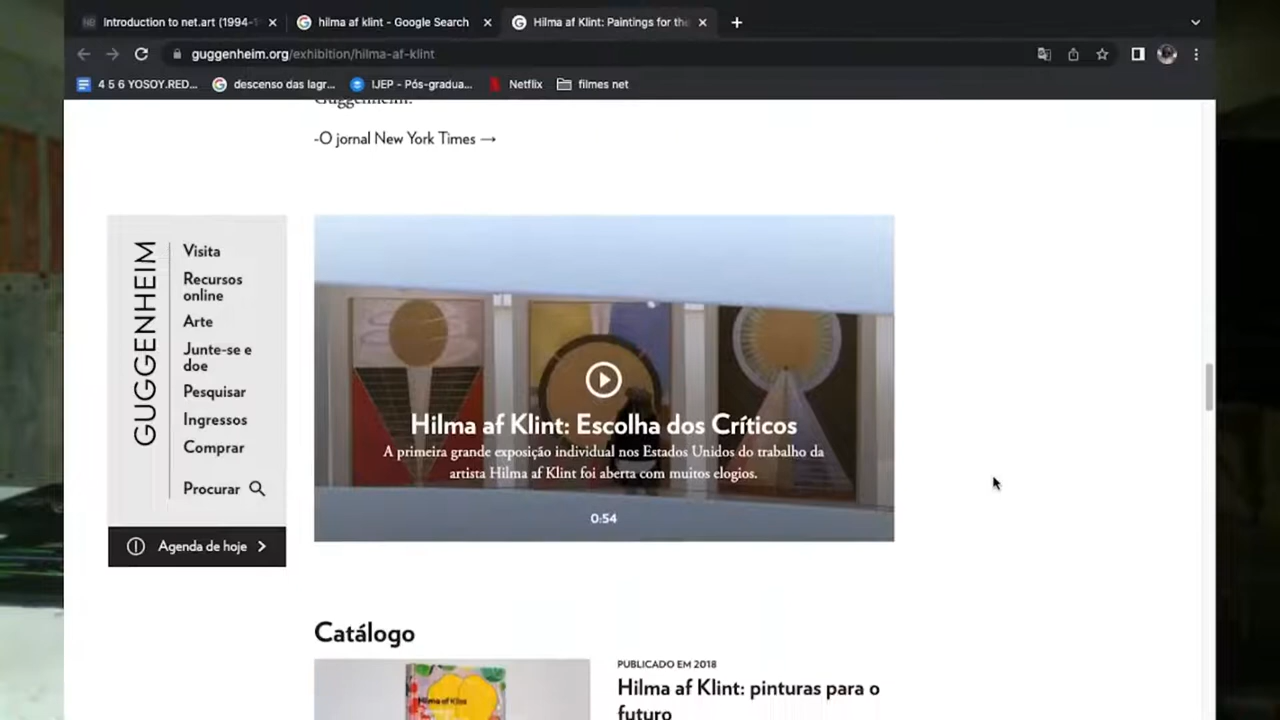 Introduction to net.art (1994-
hilma af klint - Google Search
Hilma af Klint: Paintings for the
guggenheim.org/exhibition/hilma-af-klint
4 5 6 YOSOY.RED...
descenso das lagr...
IJEP - Pós-gradua...
Netflix
filmes net
Guggenheim.
-O jornal New York Times →
GUGGENHEIM
Visita
Recursos
online
Arte
Junte-se e
doe
Pesquisar
Ingressos
Comprar
Procurar
Agenda de hoje
Hilma af Klint: Escolha dos Críticos
A primeira grande exposição individual nos Estados Unidos do trabalho da
artista Hilma af Klint foi aberta com muitos elogios.
0:54
Catálogo
Hilma af Klint
PUBLICADO EM 2018
Hilma af Klint: pinturas para o
futuro